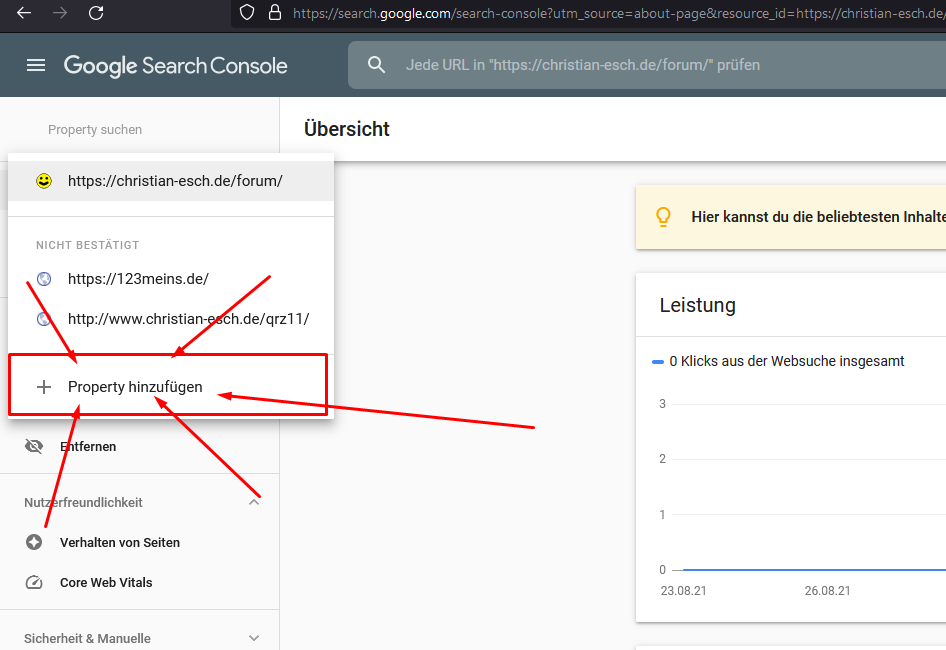 https://search.google.com/search-console?utm_source=about-page&resource_id=https://christian-esch.de/
Google Search Console
Jede URL in "https://christian-esch.de/forum/" prüfen
Property suchen
Übersicht
https://christian-esch.de/forum/
Hier kannst du die beliebtesten Inhalte
NICHT BESTÄTIGT
https://123meins.de/
http://www.christian-esch.de/qrz11/
Property hinzufügen
Leistung
0 Klicks aus der Websuche insgesamt
3
2
1
0
23.08.21
26.08.21
Entfernen
Nutzerfreundlichkeit
Verhalten von Seiten
Core Web Vitals
Sicherheit & Manuelle